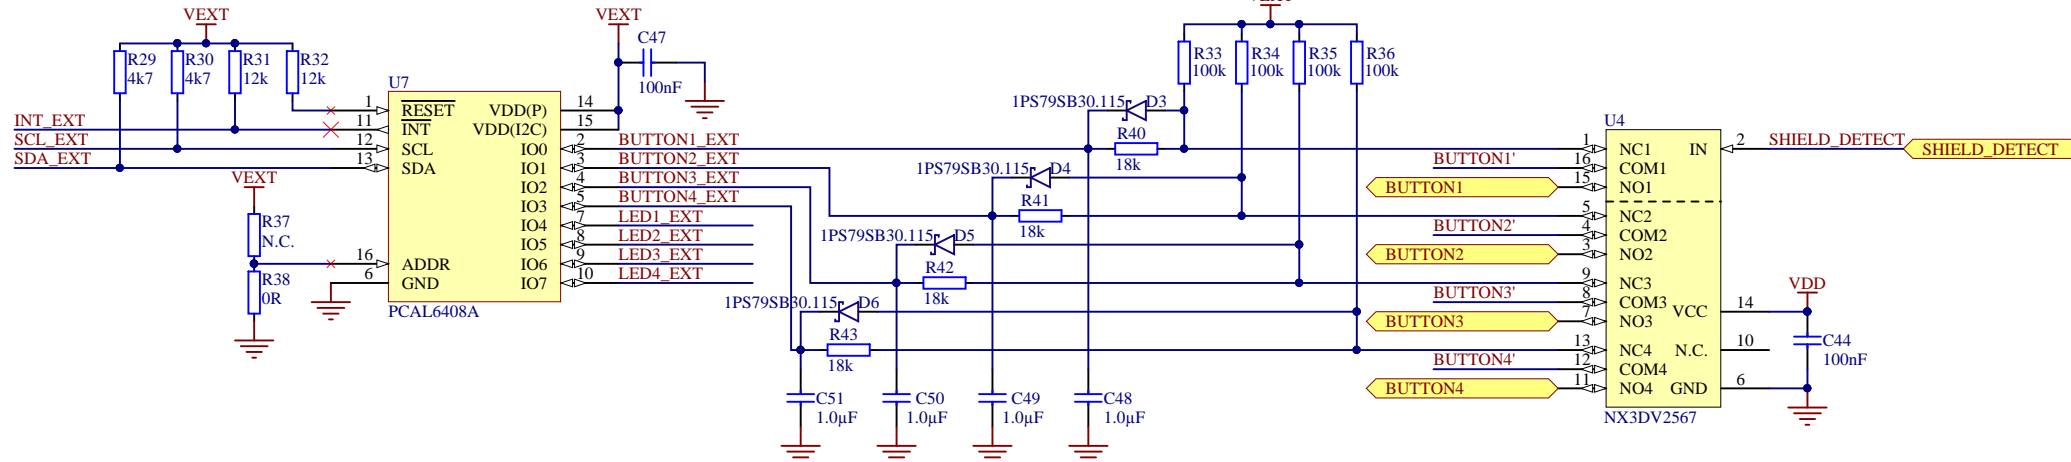 VEXT
R29
4k7
R30
4k7
R31
12k
R32
12k
INT_EXT
SCL_EXT
SDA_EXT
VEXT
R37
N.C.
R38
0R
U7
1 RESET VDD(P) 14
11 INT VDD(I2C) 15
12 SCL IO0 2
13 SDA IO1 3
IO2 4
IO3 5
IO4 7
IO5 8
16 ADDR IO6 9
6 GND IO7 10
PCAL6408A
VEXT
C47
100nF
BUTTON1_EXT
BUTTON2_EXT
BUTTON3_EXT
BUTTON4_EXT
LED1_EXT
LED2_EXT
LED3_EXT
LED4_EXT
R33
100k
R34
100k
R35
100k
R36
100k
1PS79SB30.115 D3
R40
18k
1PS79SB30.115 D4
R41
18k
1PS79SB30.115 D5
R42
18k
1PS79SB30.115 D6
R43
18k
C51
1.0µF
C50
1.0µF
C49
1.0µF
C48
1.0µF
BUTTON1'
BUTTON1
BUTTON2'
BUTTON2
BUTTON3'
BUTTON3
BUTTON4'
BUTTON4
U4
1 NC1 IN 2
16 COM1
15 NO1
5 NC2
4 COM2
3 NO2
9 NC3
8 COM3 VCC 14
7 NO3
13 NC4 N.C. 10
12 COM4
11 NO4 GND 6
NX3DV2567
SHIELD_DETECT
SHIELD_DETECT
VDD
C44
100nF